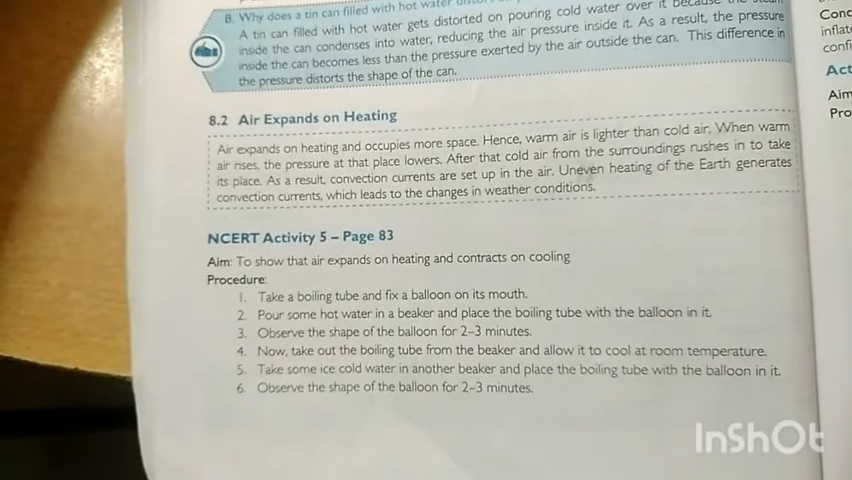 8. Why does a tin can filled with hot water
A tin can filled with hot water gets distorted on pouring cold water over it because the steam
inside the can condenses into water, reducing the air pressure inside it. As a result, the pressure
inside the can becomes less than the pressure exerted by the air outside the can. This difference in
the pressure distorts the shape of the can.
8.2 Air Expands on Heating
Air expands on heating and occupies more space. Hence, warm air is lighter than cold air. When warm
air rises, the pressure at that place lowers. After that cold air from the surroundings rushes in to take
its place. As a result, convection currents are set up in the air. Uneven heating of the Earth generates
convection currents, which leads to the changes in weather conditions.
NCERT Activity 5 – Page 83
Aim: To show that air expands on heating and contracts on cooling
Procedure:
1. Take a boiling tube and fix a balloon on its mouth.
2. Pour some hot water in a beaker and place the boiling tube with the balloon in it.
3. Observe the shape of the balloon for 2–3 minutes.
4. Now, take out the boiling tube from the beaker and allow it to cool at room temperature.
5. Take some ice cold water in another beaker and place the boiling tube with the balloon in it.
6. Observe the shape of the balloon for 2–3 minutes.
Conc
inflat
confi
Act
Aim
Pro
InShOt